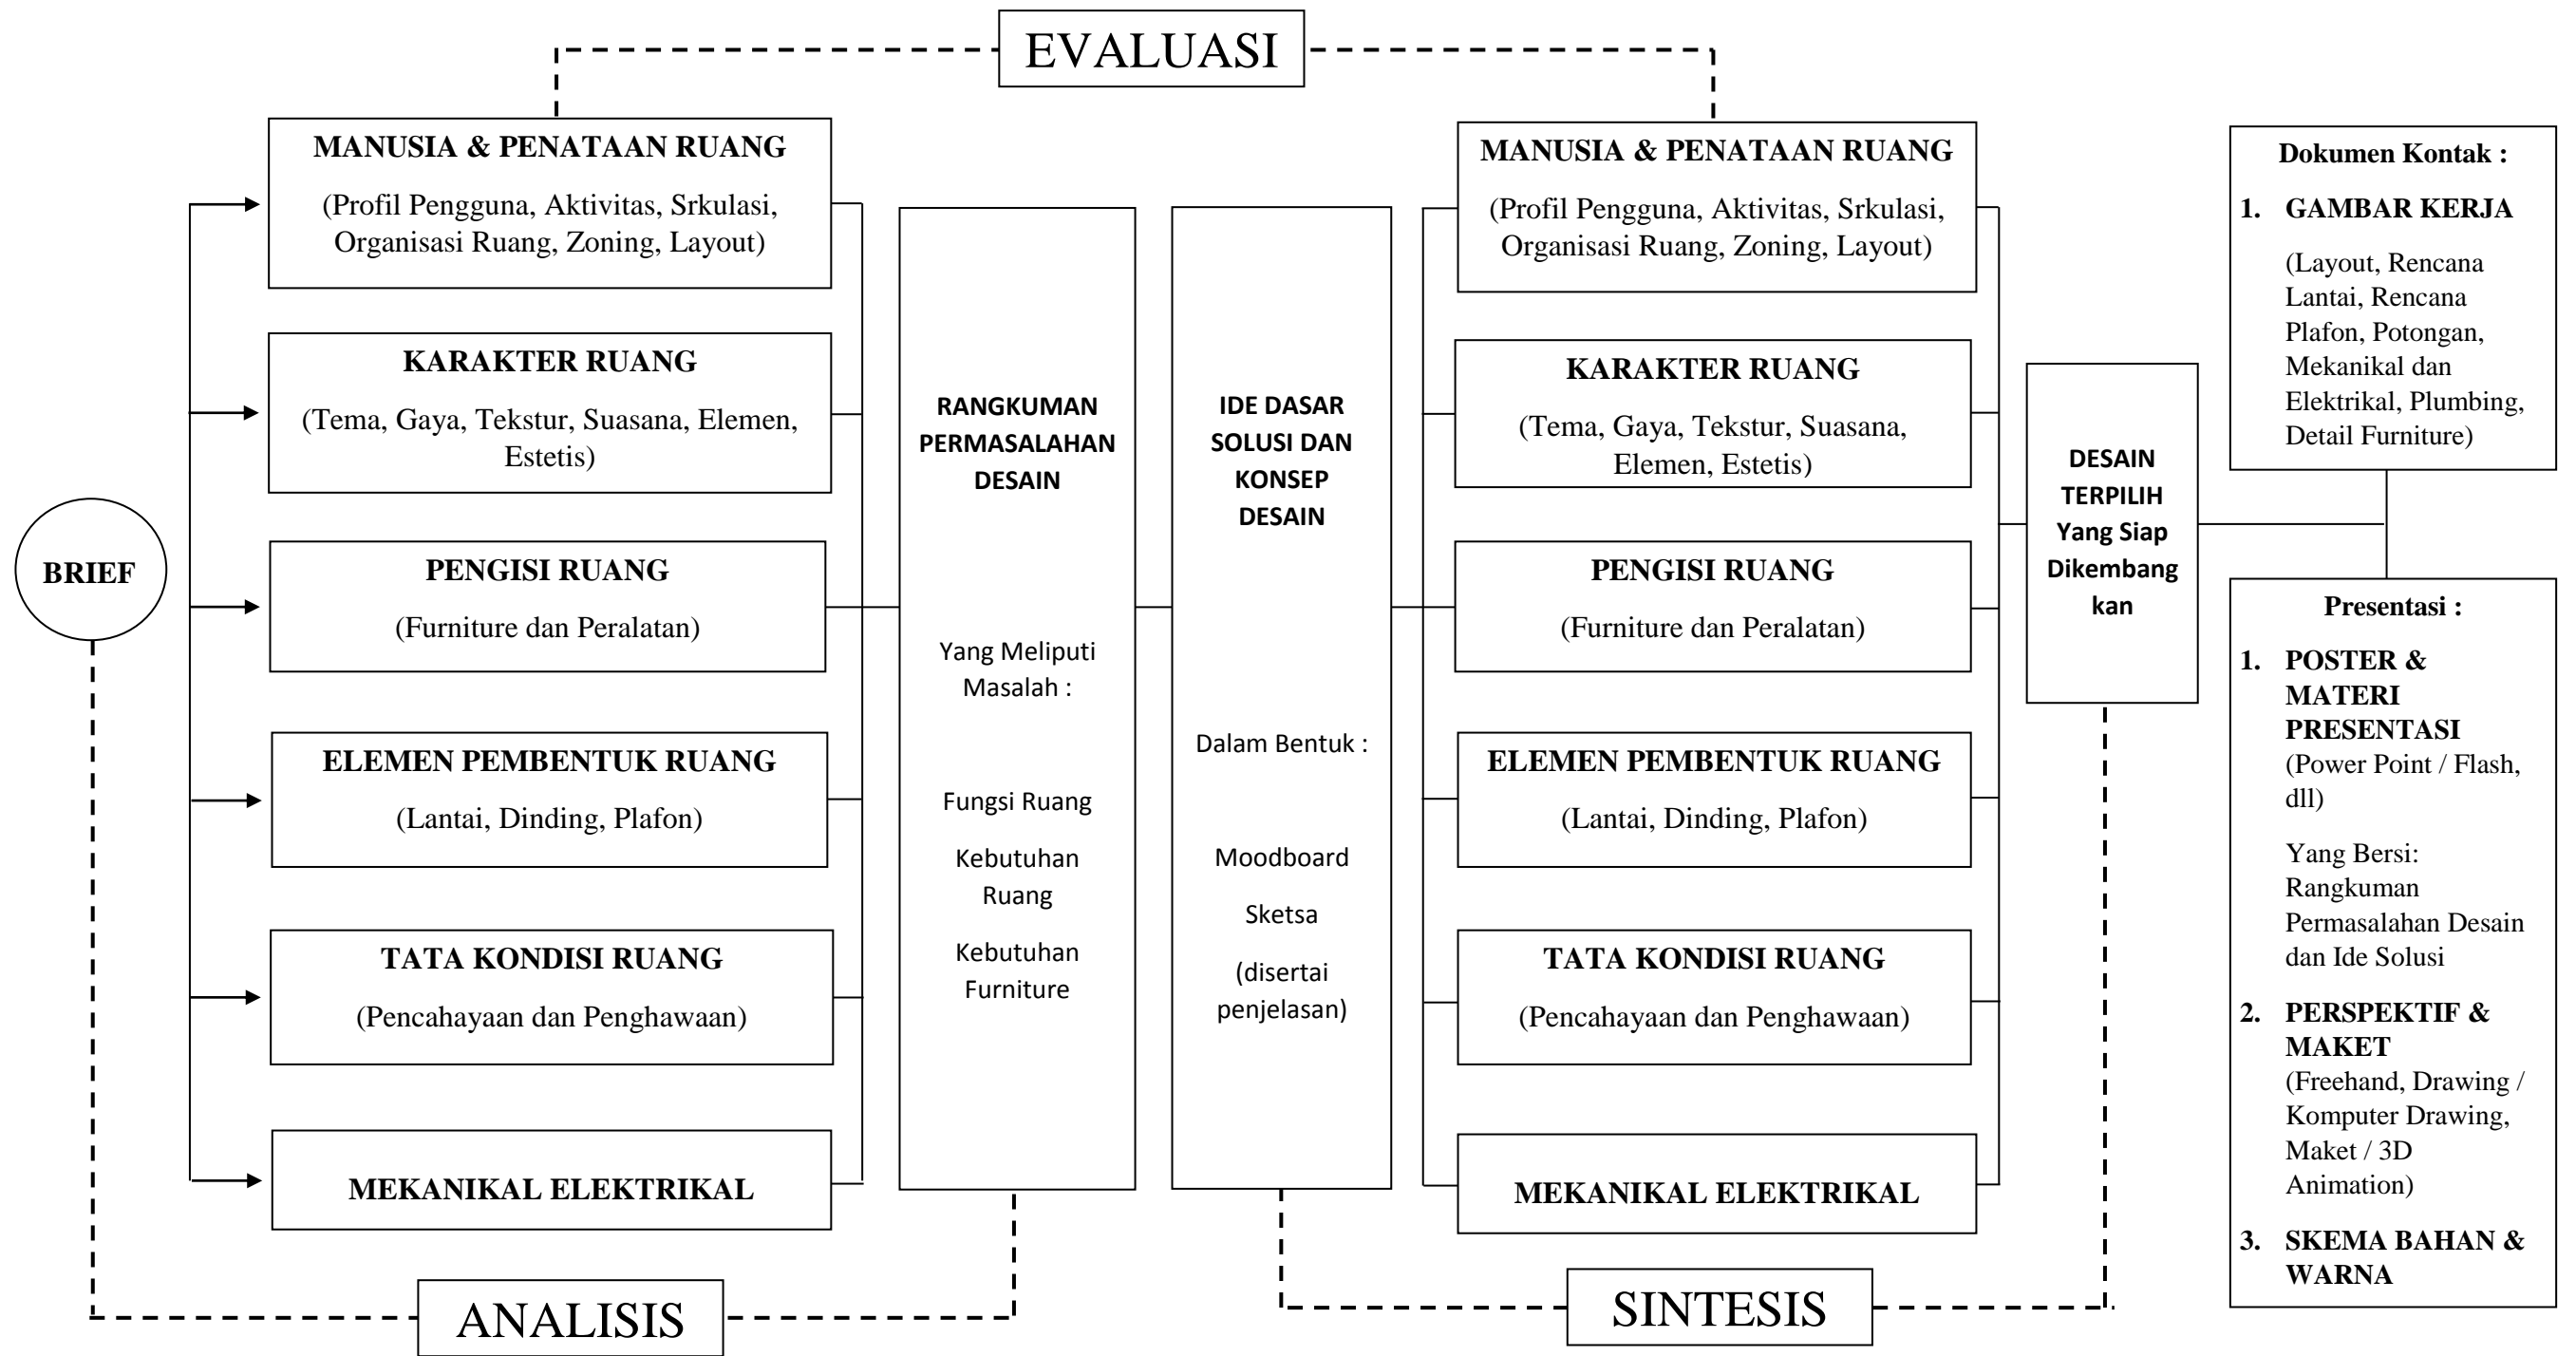 EVALUASI
BRIEF
MANUSIA & PENATAAN RUANG
(Profil Pengguna, Aktivitas, Srkulasi,
Organisasi Ruang, Zoning, Layout)
KARAKTER RUANG
(Tema, Gaya, Tekstur, Suasana, Elemen,
Estetis)
PENGISI RUANG
(Furniture dan Peralatan)
ELEMEN PEMBENTUK RUANG
(Lantai, Dinding, Plafon)
TATA KONDISI RUANG
(Pencahayaan dan Penghawaan)
MEKANIKAL ELEKTRIKAL
RANGKUMAN
PERMASALAHAN
DESAIN
Yang Meliputi
Masalah :
Fungsi Ruang
Kebutuhan
Ruang
Kebutuhan
Furniture
ANALISIS
IDE DASAR
SOLUSI DAN
KONSEP
DESAIN
Dalam Bentuk :
Moodboard
Sketsa
(disertai
penjelasan)
MANUSIA & PENATAAN RUANG
(Profil Pengguna, Aktivitas, Srkulasi,
Organisasi Ruang, Zoning, Layout)
KARAKTER RUANG
(Tema, Gaya, Tekstur, Suasana,
Elemen, Estetis)
PENGISI RUANG
(Furniture dan Peralatan)
ELEMEN PEMBENTUK RUANG
(Lantai, Dinding, Plafon)
TATA KONDISI RUANG
(Pencahayaan dan Penghawaan)
MEKANIKAL ELEKTRIKAL
DESAIN
TERPILIH
Yang Siap
Dikembang
kan
SINTESIS
Dokumen Kontak :
1. GAMBAR KERJA
(Layout, Rencana
Lantai, Rencana
Plafon, Potongan,
Mekanikal dan
Elektrikal, Plumbing,
Detail Furniture)
Presentasi :
1. POSTER &
MATERI
PRESENTASI
(Power Point / Flash,
dll)
Yang Bersi:
Rangkuman
Permasalahan Desain
dan Ide Solusi
2. PERSPEKTIF &
MAKET
(Freehand, Drawing /
Komputer Drawing,
Maket / 3D
Animation)
3. SKEMA BAHAN &
WARNA